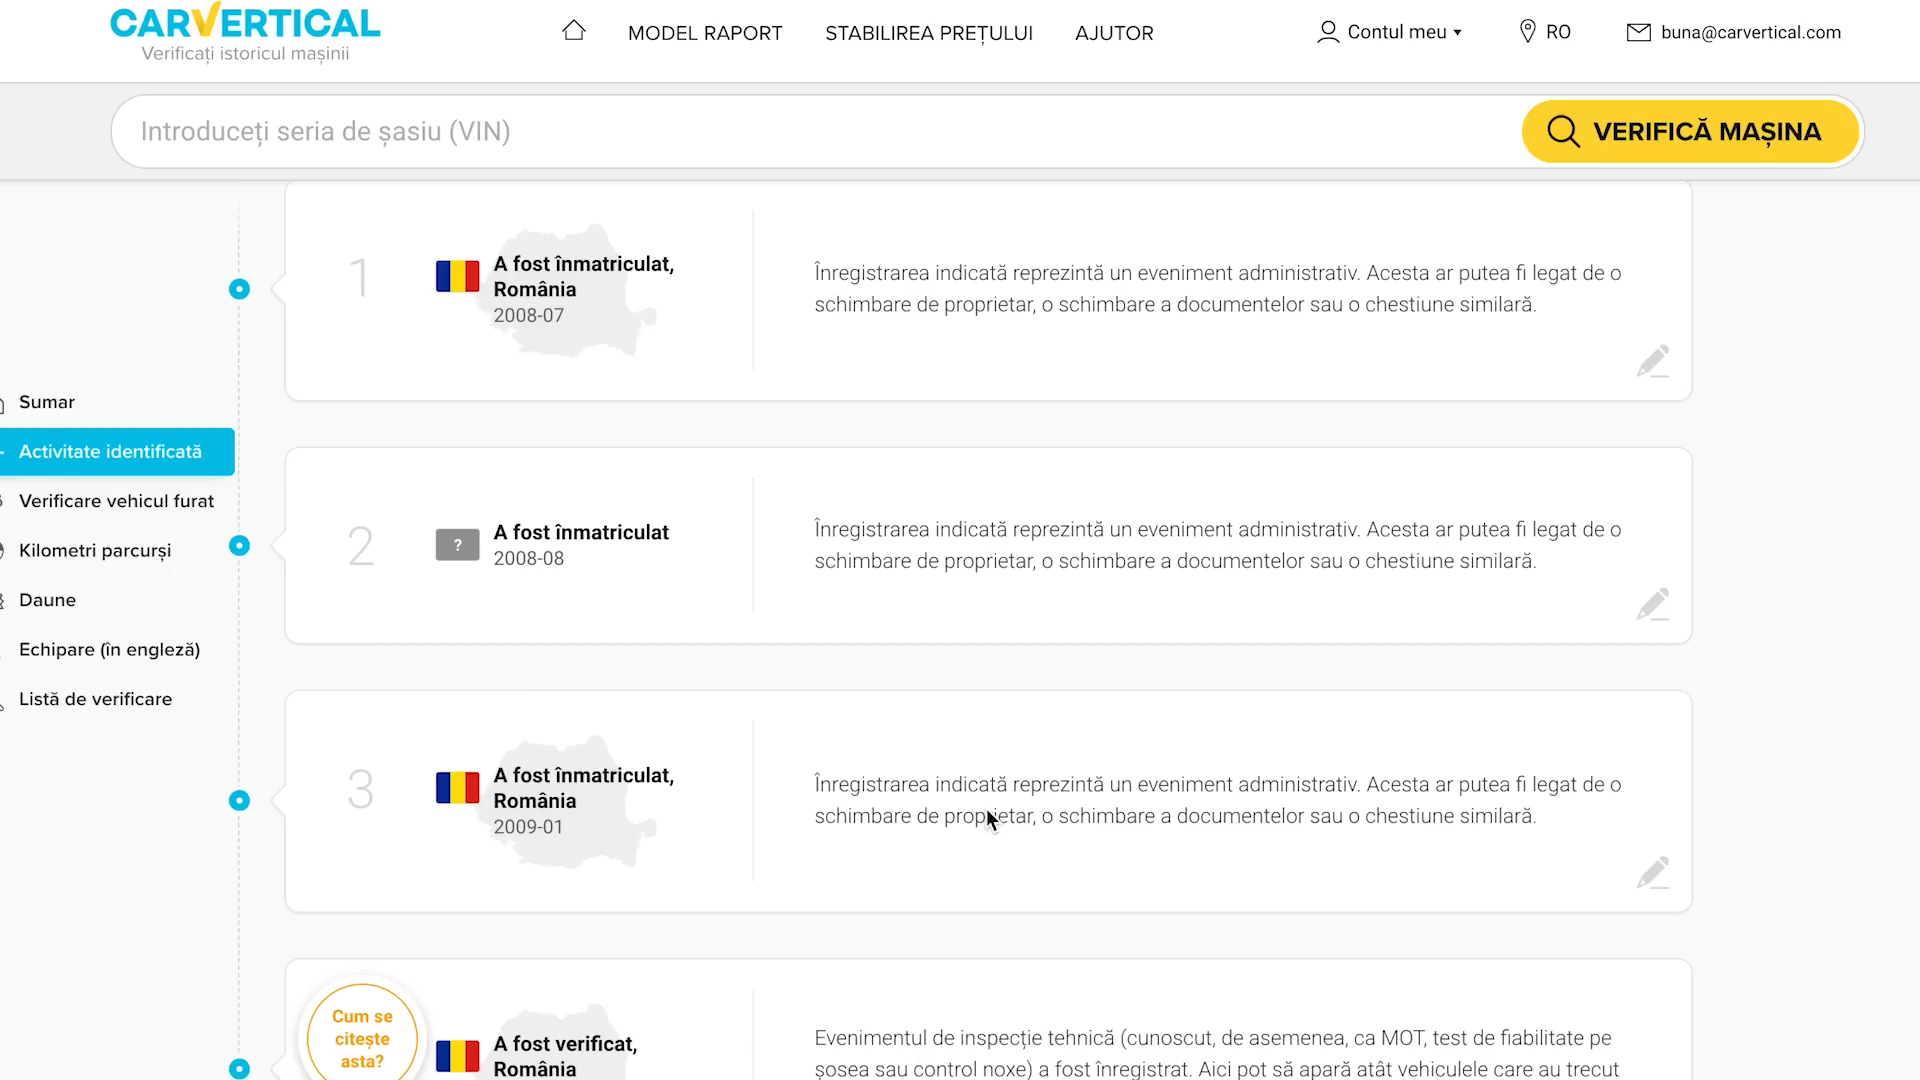 CARVERTICAL
Verificați istoricul mașinii
MODEL RAPORT
STABILIREA PREȚULUI
AJUTOR
Contul meu
RO
buna@carvertical.com
Introduceți seria de șasiu (VIN)
VERIFICĂ MAȘINA
Sumar
Activitate identificată
Verificare vehicul furat
Kilometri parcurși
Daune
Echipare (în engleză)
Listă de verificare
1
A fost înmatriculat,
România
2008-07
Înregistrarea indicată reprezintă un eveniment administrativ. Acesta ar putea fi legat de o
schimbare de proprietar, o schimbare a documentelor sau o chestiune similară.
2
?
A fost înmatriculat
2008-08
Înregistrarea indicată reprezintă un eveniment administrativ. Acesta ar putea fi legat de o
schimbare de proprietar, o schimbare a documentelor sau o chestiune similară.
3
A fost înmatriculat,
România
2009-01
Înregistrarea indicată reprezintă un eveniment administrativ. Acesta ar putea fi legat de o
schimbare de proprietar, o schimbare a documentelor sau o chestiune similară.
Cum se
citește
asta?
A fost verificat,
România
Evenimentul de inspecție tehnică (cunoscut, de asemenea, ca MOT, test de fiabilitate pe
șosea sau control noxe) a fost înregistrat. Aici pot să apară atât vehiculele care au trecut